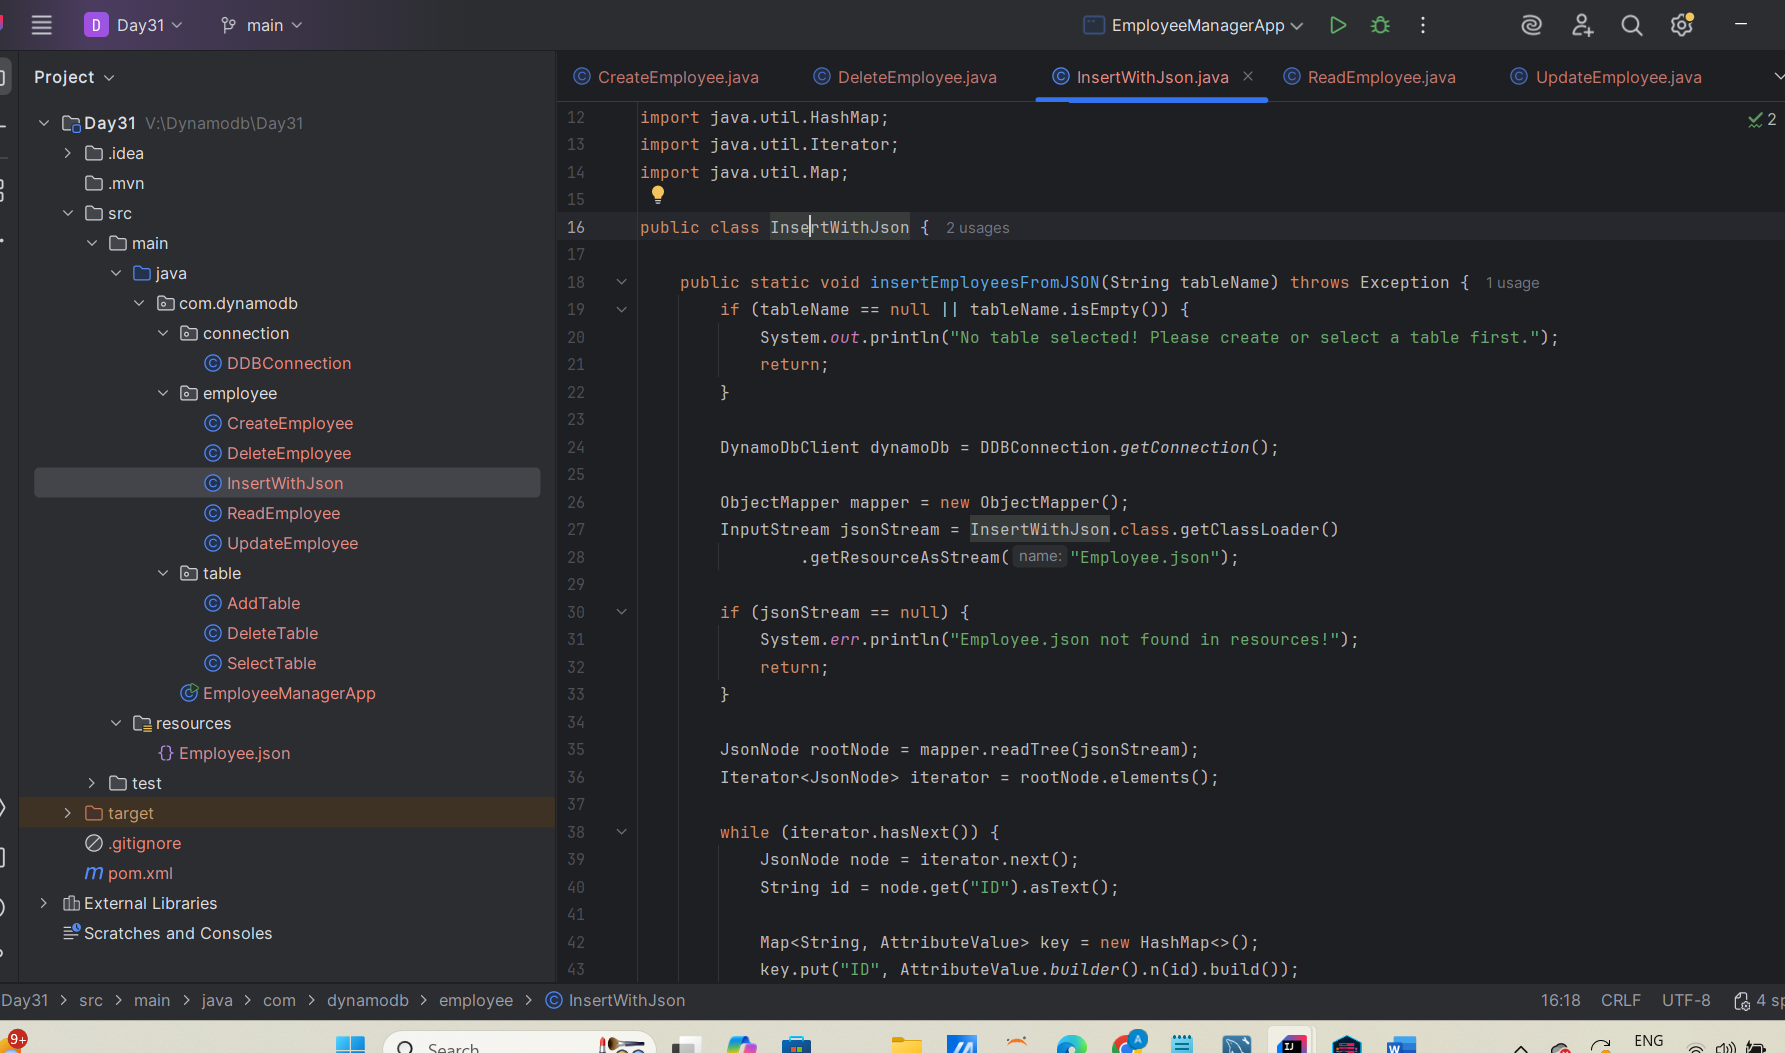 D Day31 main EmployeeManagerApp
Project
CreateEmployee.java DeleteEmployee.java InsertWithJson.java ReadEmployee.java UpdateEmployee.java
Day31 V:\Dynamodb\Day31
.idea
.mvn
src
main
java
com.dynamodb
connection
DDBConnection
employee
CreateEmployee
DeleteEmployee
InsertWithJson
ReadEmployee
UpdateEmployee
table
AddTable
DeleteTable
SelectTable
EmployeeManagerApp
resources
Employee.json
test
target
.gitignore
pom.xml
External Libraries
Scratches and Consoles
2
12 import java.util.HashMap;
13 import java.util.Iterator;
14 import java.util.Map;
15
16 public class InsertWithJson { 2 usages
17
18 public static void insertEmployeesFromJSON(String tableName) throws Exception { 1 usage
19 if (tableName == null || tableName.isEmpty()) {
20 System.out.println("No table selected! Please create or select a table first.");
21 return;
22 }
23
24 DynamoDbClient dynamoDb = DDBConnection.getConnection();
25
26 ObjectMapper mapper = new ObjectMapper();
27 InputStream jsonStream = InsertWithJson.class.getClassLoader()
28 .getResourceAsStream( name: "Employee.json");
29
30 if (jsonStream == null) {
31 System.err.println("Employee.json not found in resources!");
32 return;
33 }
34
35 JsonNode rootNode = mapper.readTree(jsonStream);
36 Iterator<JsonNode> iterator = rootNode.elements();
37
38 while (iterator.hasNext()) {
39 JsonNode node = iterator.next();
40 String id = node.get("ID").asText();
41
42 Map<String, AttributeValue> key = new HashMap<>();
43 key.put("ID", AttributeValue.builder().n(id).build());
Day31 > src > main > java > com > dynamodb > employee > InsertWithJson 16:18 CRLF UTF-8 4
9+ Search A IJ W ENG